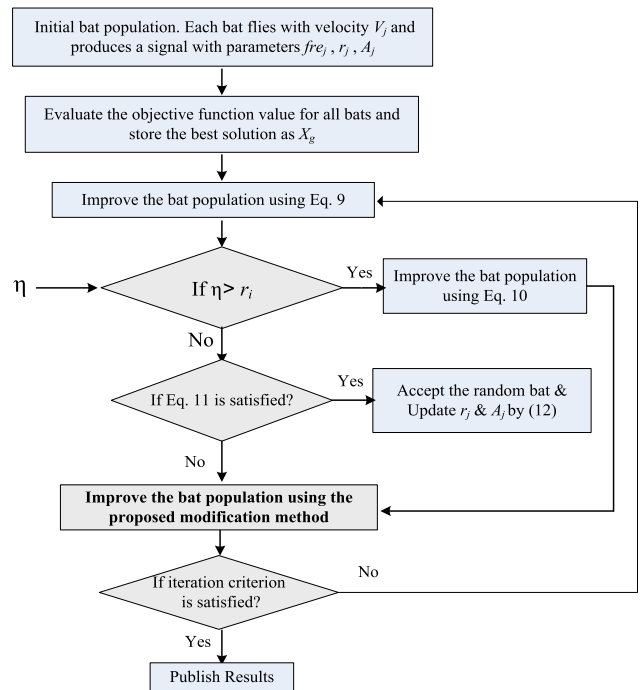 Initial bat population. Each bat flies with velocity Vj and
produces a signal with parameters frej , rj , Aj
Evaluate the objective function value for all bats and
store the best solution as Xg
Improve the bat population using Eq. 9
η
If η> ri
Yes
Improve the bat population
using Eq. 10
No
If Eq. 11 is satisfied?
Yes
Accept the random bat &
Update rj & Aj by (12)
No
Improve the bat population using the
proposed modification method
If iteration criterion
is satisfied?
No
Yes
Publish Results